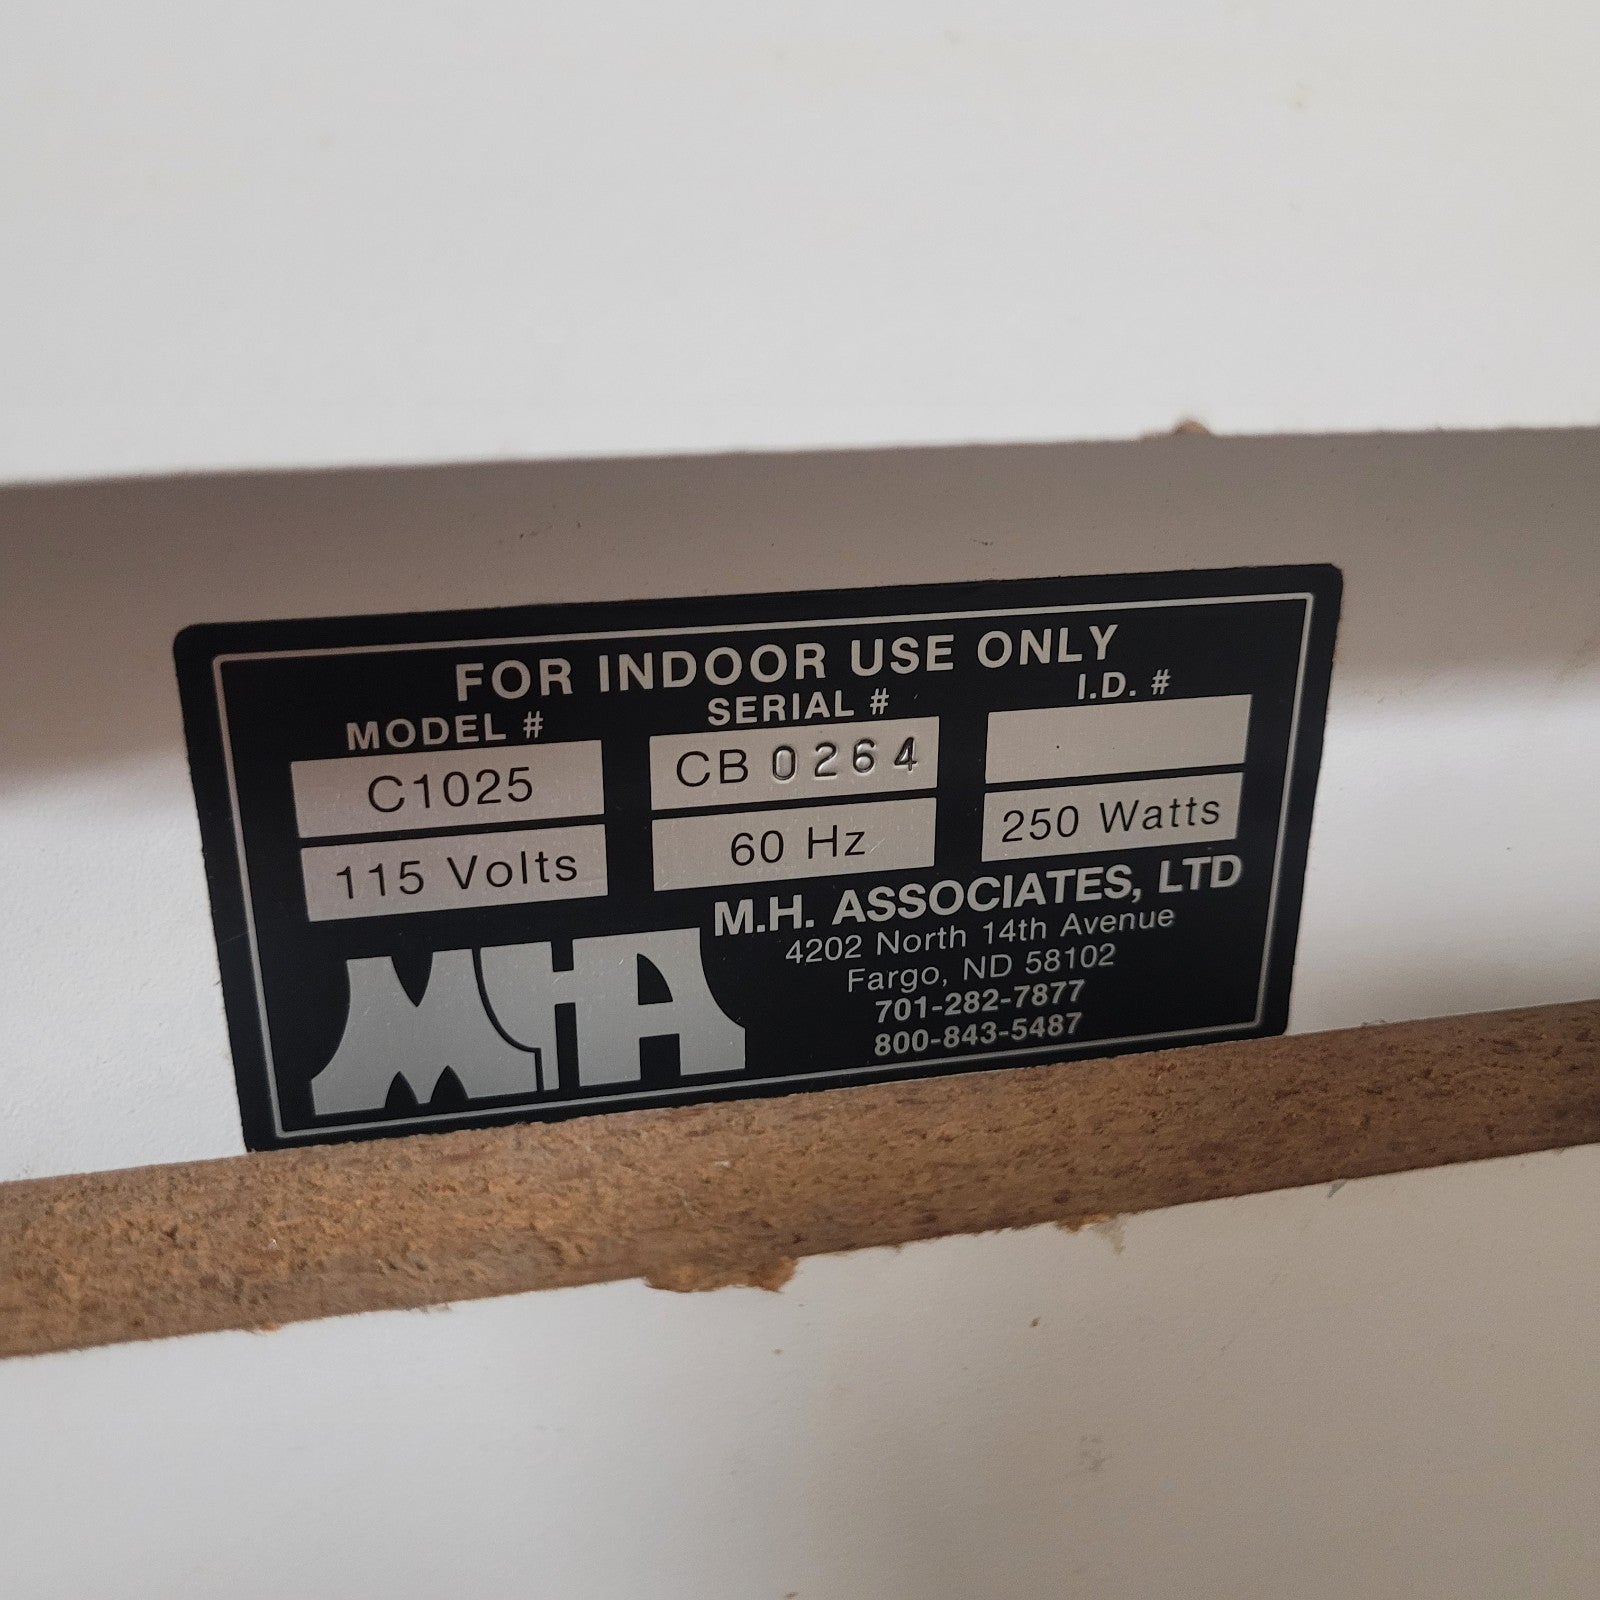 FOR INDOOR USE ONLY
MODEL # SERIAL # I.D. #
C1025 CB 0264
115 Volts 60 Hz 250 Watts
MHA
M.H. ASSOCIATES, LTD
4202 North 14th Avenue
Fargo, ND 58102
701-282-7877
800-843-5487